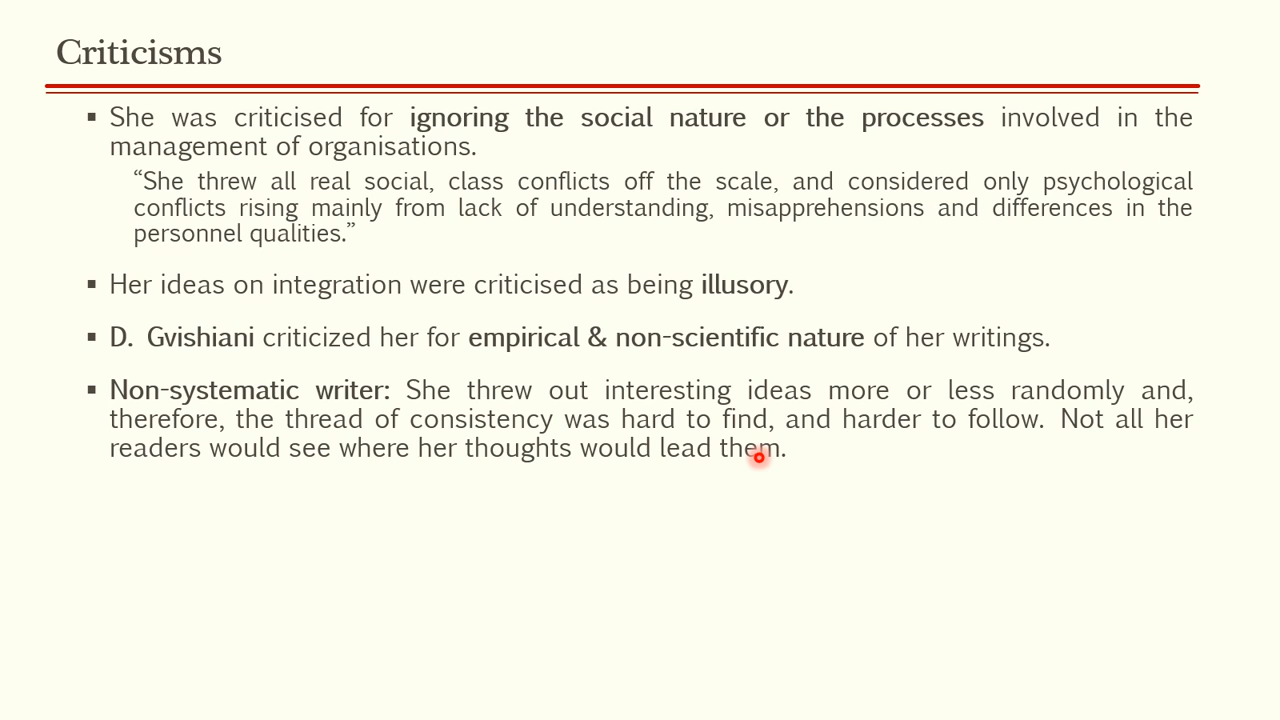 Criticisms
▪ She was criticised for ignoring the social nature or the processes involved in the
management of organisations.
“She threw all real social, class conflicts off the scale, and considered only psychological
conflicts rising mainly from lack of understanding, misapprehensions and differences in the
personnel qualities.”
▪ Her ideas on integration were criticised as being illusory.
▪ D. Gvishiani criticized her for empirical & non-scientific nature of her writings.
▪ Non-systematic writer: She threw out interesting ideas more or less randomly and,
therefore, the thread of consistency was hard to find, and harder to follow. Not all her
readers would see where her thoughts would lead them.